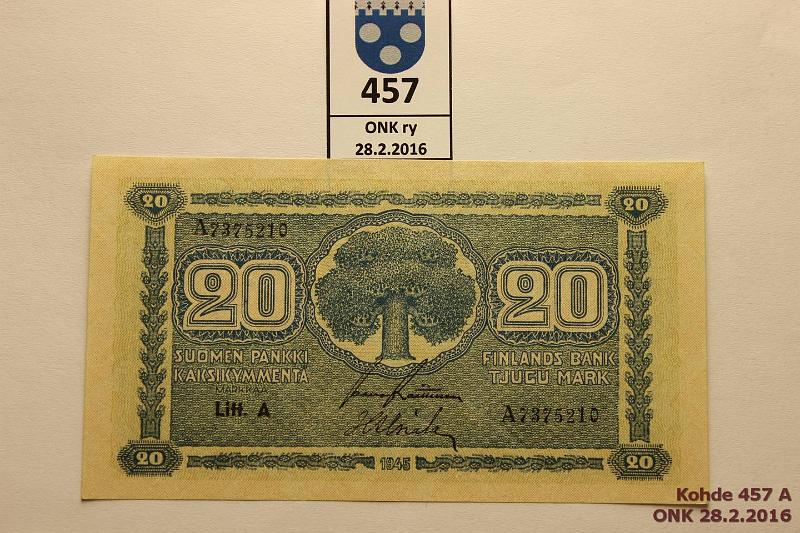 457
ONK ry
28.2.2016
20 20
A7375210
20 20
SUOMEN PANKKI FINLANDS BANK
KAKSIKYMMENTÄ TJUGU MARK
MARKKAA
Litt. A A7375210
20 1945 20
Kohde 457 A
ONK 28.2.2016